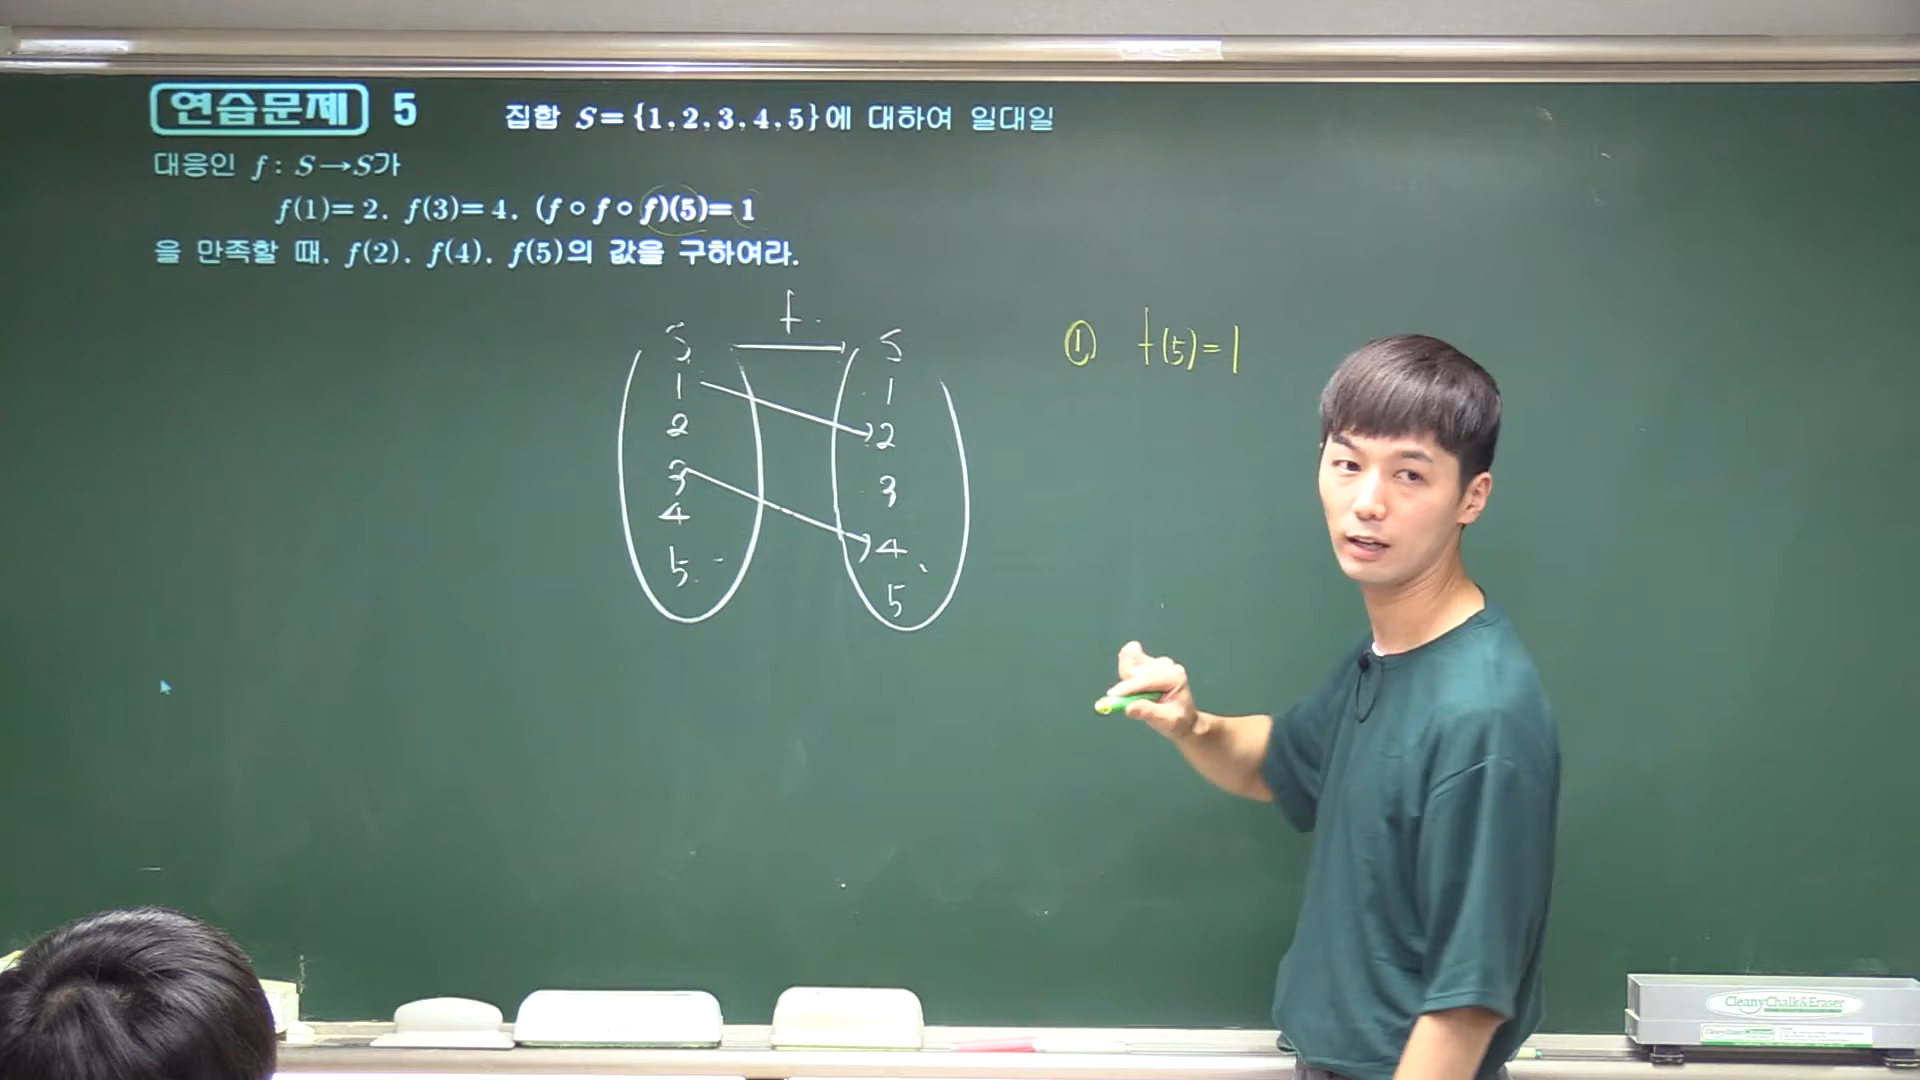 연습문제 5 집합 S={1, 2, 3, 4, 5}에 대하여 일대일
대응인 f : S→S가
f(1)=2, f(3)=4, (f∘f∘f)(5)=1
을 만족할 때, f(2), f(4), f(5)의 값을 구하여라.
f
S S
1 1
2 2
3 3
4 4
5 5
① f(5)=1
CleanyChalk&Eraser